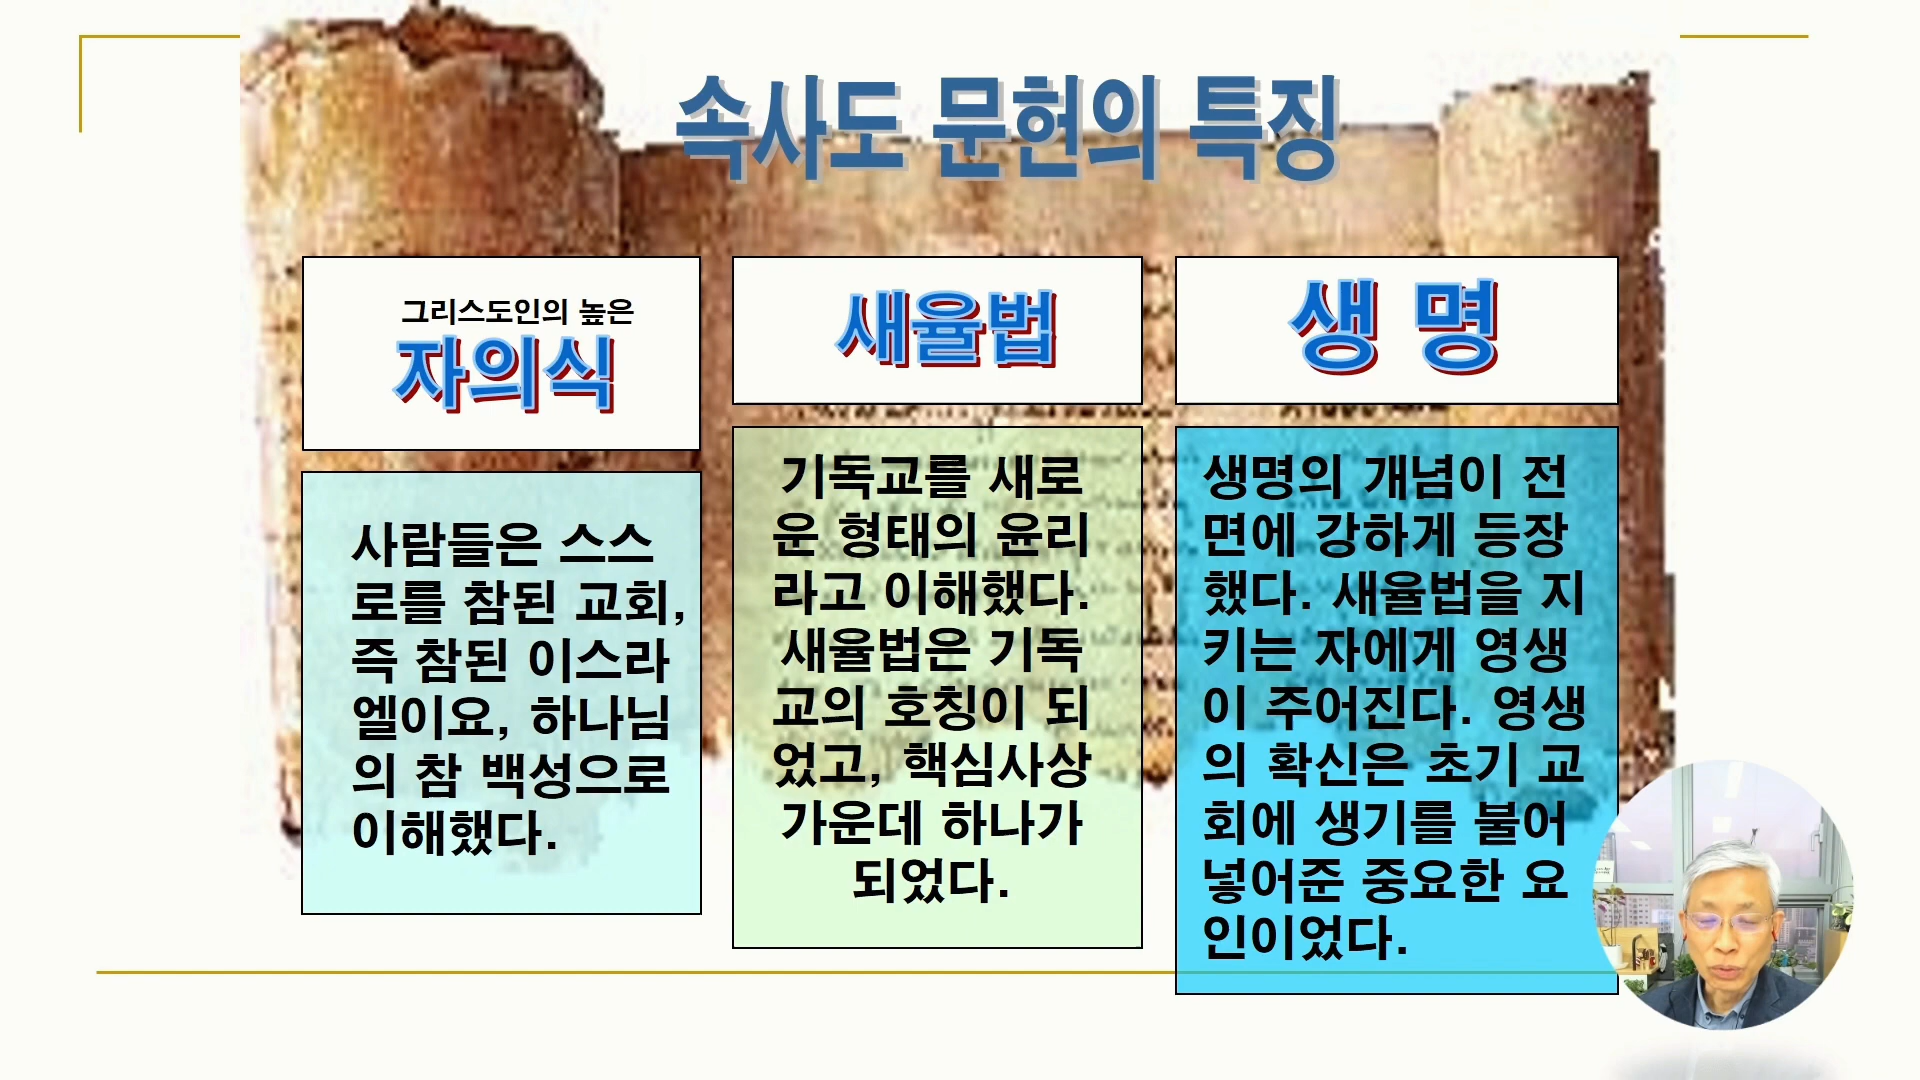 속사도 문헌의 특징
그리스도인의 높은
자의식
사람들은 스스
로를 참된 교회,
즉 참된 이스라
엘이요, 하나님
의 참 백성으로
이해했다.
새율법
기독교를 새로
운 형태의 윤리
라고 이해했다.
새율법은 기독
교의 호칭이 되
었고, 핵심사상
가운데 하나가
되었다.
생 명
생명의 개념이 전
면에 강하게 등장
했다. 새율법을 지
키는 자에게 영생
이 주어진다. 영생
의 확신은 초기 교
회에 생기를 불어
넣어준 중요한 요
인이었다.